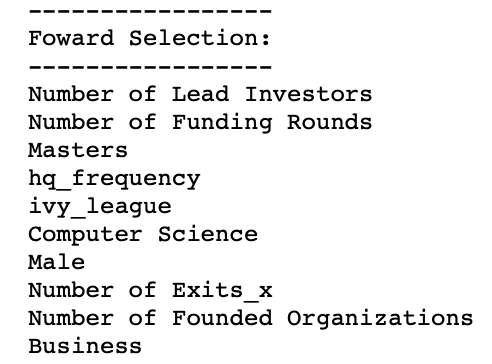 -----------------
Foward Selection:
-----------------
Number of Lead Investors
Number of Funding Rounds
Masters
hq_frequency
ivy_league
Computer Science
Male
Number of Exits_x
Number of Founded Organizations
Business